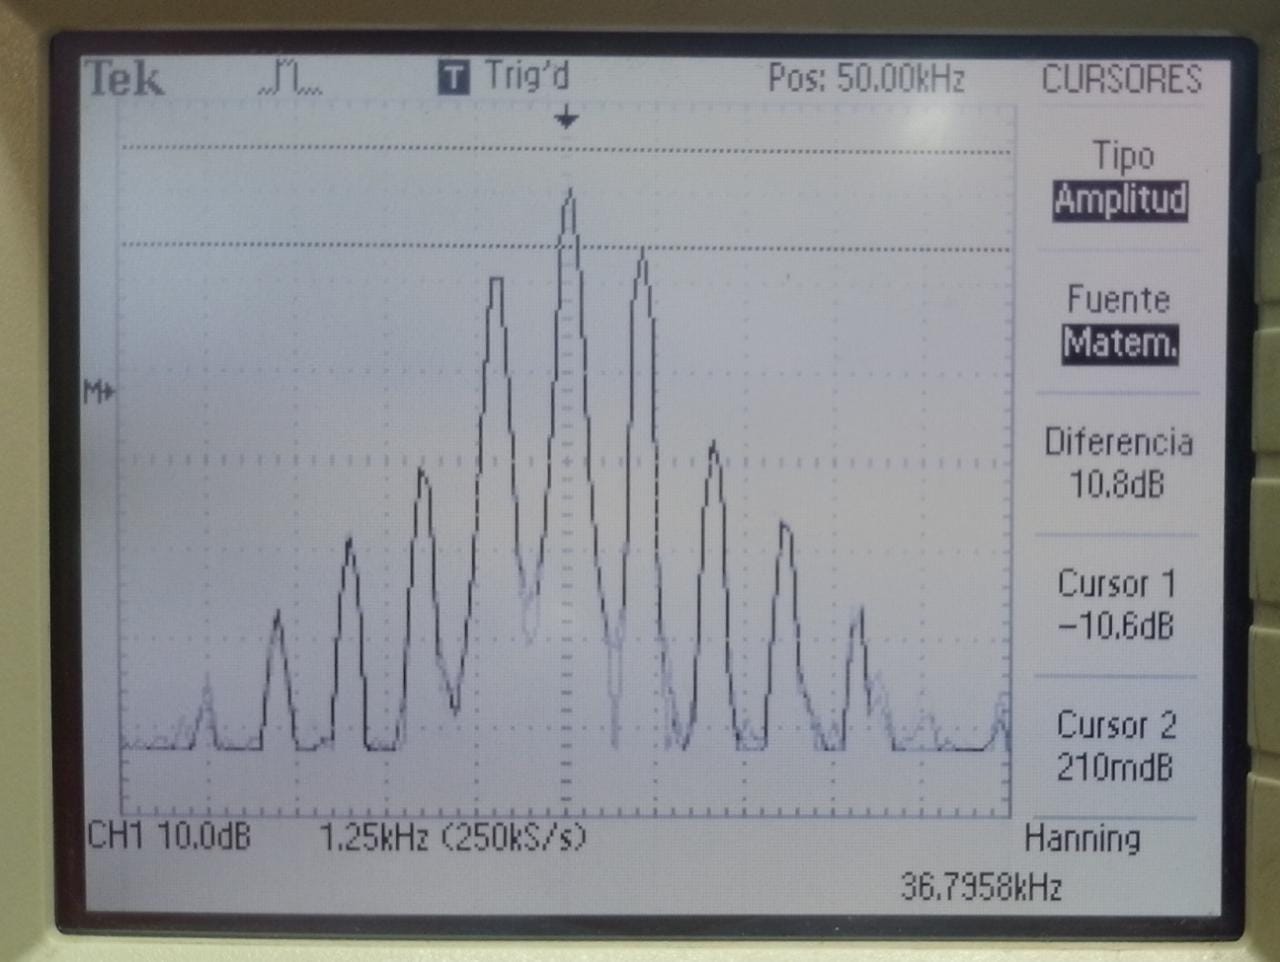 Tek T Trig'd Pos: 50.00kHz CURSORES
Tipo
Amplitud
Fuente
Matem.
M
Diferencia
10.8dB
Cursor 1
-10.6dB
Cursor 2
210mdB
CH1 10.0dB 1.25kHz (250kS/s) Hanning
36.7958kHz